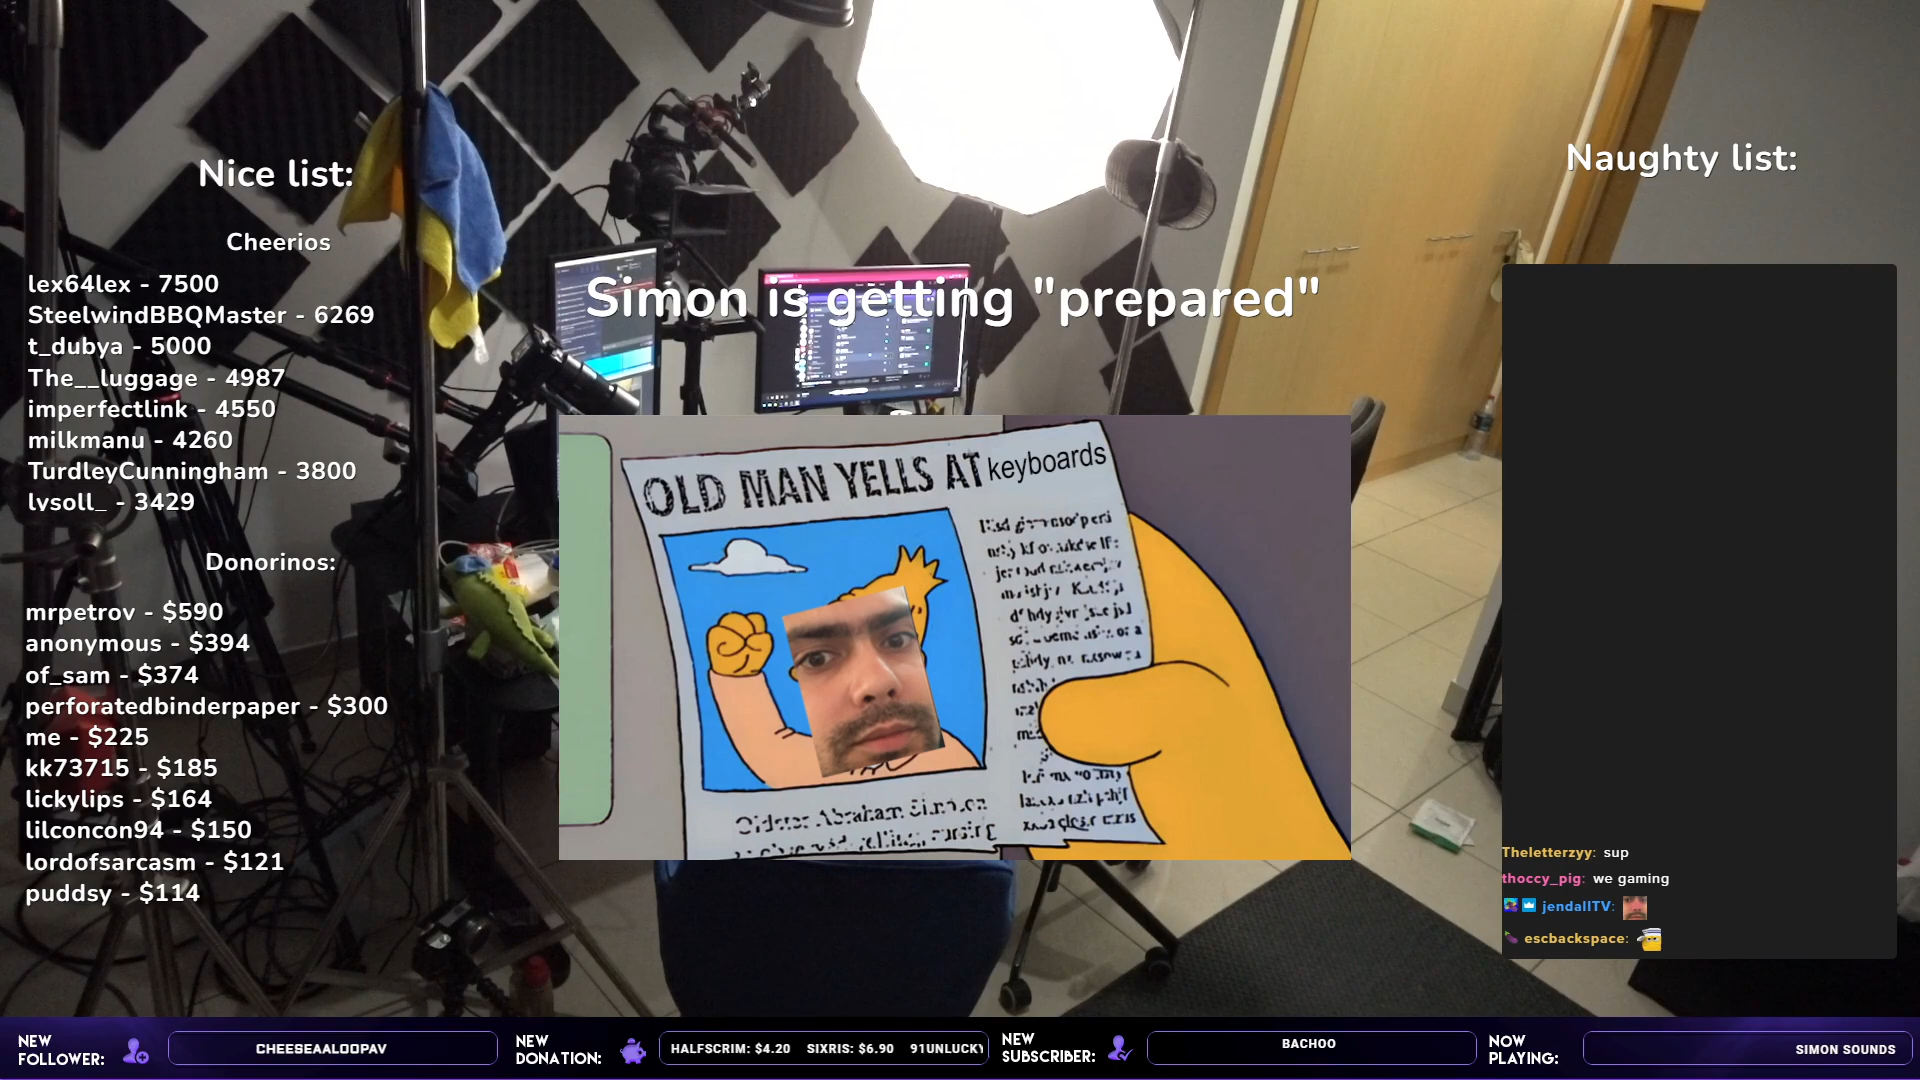 Nice list:
Cheerios
lex64lex - 7500
SteelwindBBQMaster - 6269
t_dubya - 5000
The__luggage - 4987
imperfectlink - 4550
milkmanu - 4260
TurdleyCunningham - 3800
lvsoll_ - 3429
Donorinos:
mrpetrov - $590
anonymous - $394
of_sam - $374
perforatedbinderpaper - $300
me - $225
kk73715 - $185
lickylips - $164
lilconcon94 - $150
lordofsarcasm - $121
puddsy - $114
Simon is getting "prepared"
OLD MAN YELLS AT keyboards
Naughty list:
Theletterzyy: sup
thoccy_pig: we gaming
jendallTV:
escbackspace:
NEW
FOLLOWER:
CHEESEAALOOPAV
NEW
DONATION:
HALFSCRIM: $4.20 SIXRIS: $6.90 91UNLUCKY
NEW
SUBSCRIBER:
BACHOO
NOW
PLAYING:
SIMON SOUNDS